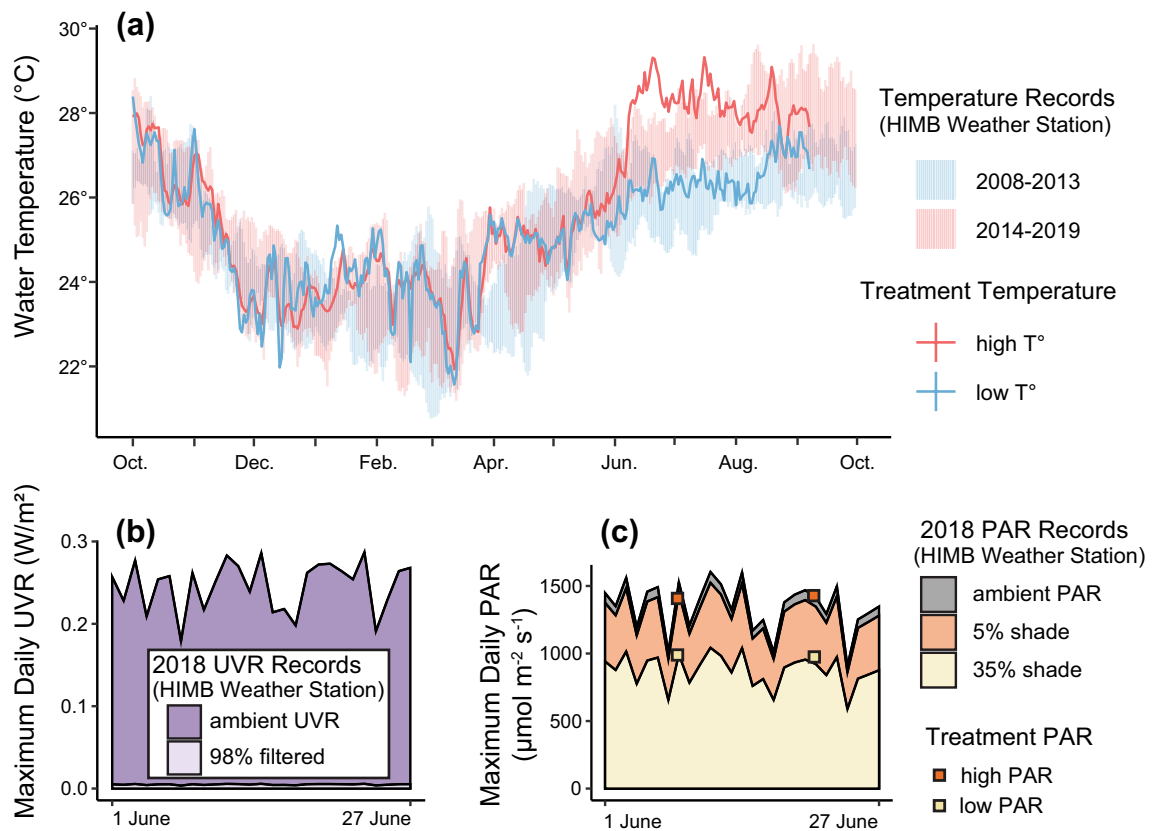 (a)
Water Temperature (°C)
30°
28°
26°
24°
22°
Oct.
Dec.
Feb.
Apr.
Jun.
Aug.
Oct.
Temperature Records
(HIMB Weather Station)
2008-2013
2014-2019
Treatment Temperature
high T°
low T°
(b)
Maximum Daily UVR (W/m²)
0.3
0.2
0.1
0.0
2018 UVR Records
(HIMB Weather Station)
ambient UVR
98% filtered
1 June
27 June
(c)
Maximum Daily PAR
(μmol m⁻² s⁻¹)
1500
1000
500
0
1 June
27 June
2018 PAR Records
(HIMB Weather Station)
ambient PAR
5% shade
35% shade
Treatment PAR
high PAR
low PAR